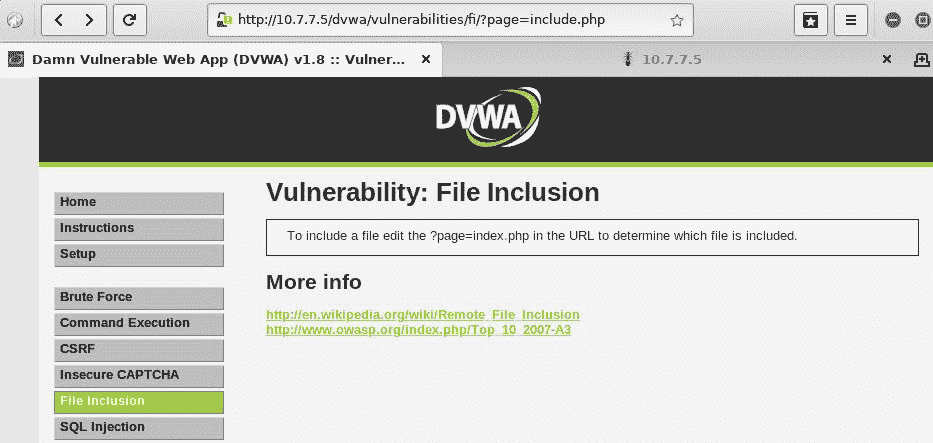 http://10.7.7.5/dvwa/vulnerabilities/fi/?page=include.php
Damn Vulnerable Web App (DVWA) v1.8 :: Vulner...
10.7.7.5
DVWA
Home
Instructions
Setup
Brute Force
Command Execution
CSRF
Insecure CAPTCHA
File Inclusion
SQL Injection
Vulnerability: File Inclusion
To include a file edit the ?page=index.php in the URL to determine which file is included.
More info
http://en.wikipedia.org/wiki/Remote_File_Inclusion
http://www.owasp.org/index.php/Top_10_2007-A3